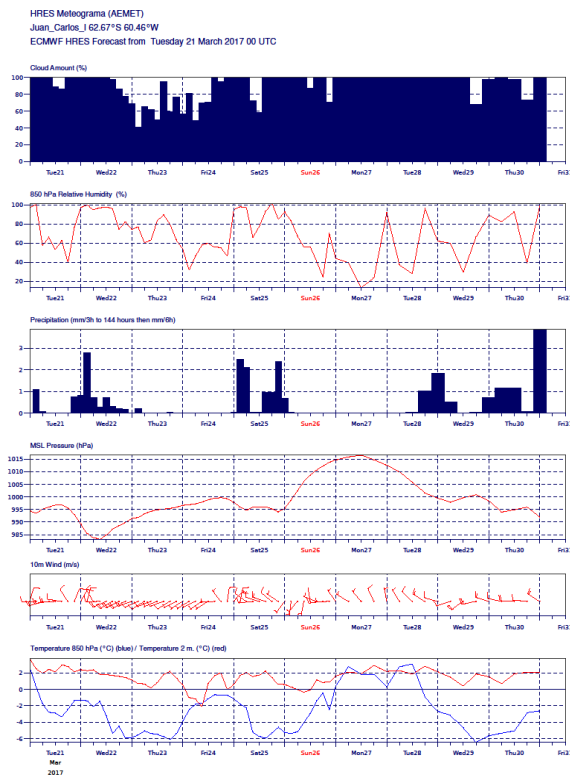 HRES Meteograma (AEMET)
Juan_Carlos_I 62.67°S 60.46°W
ECMWF HRES Forecast from Tuesday 21 March 2017 00 UTC
Cloud Amount (%)
100
80
60
40
20
0
Tue21 Wed22 Thu23 Fri24 Sat25 Sun26 Mon27 Tue28 Wed29 Thu30 Fri3
850 hPa Relative Humidity (%)
100
80
60
40
20
Tue21 Wed22 Thu23 Fri24 Sat25 Sun26 Mon27 Tue28 Wed29 Thu30 Fri3
Precipitation (mm/3h to 144 hours then mm/6h)
3
2
1
0
Tue21 Wed22 Thu23 Fri24 Sat25 Sun26 Mon27 Tue28 Wed29 Thu30 Fri3
MSL Pressure (hPa)
1015
1010
1005
1000
995
990
985
Tue21 Wed22 Thu23 Fri24 Sat25 Sun26 Mon27 Tue28 Wed29 Thu30 Fri3
10m Wind (m/s)
Tue21 Wed22 Thu23 Fri24 Sat25 Sun26 Mon27 Tue28 Wed29 Thu30 Fri3
Temperature 850 hPa (°C) (blue) / Temperature 2 m. (°C) (red)
2
0
-2
-4
-6
Tue21 Wed22 Thu23 Fri24 Sat25 Sun26 Mon27 Tue28 Wed29 Thu30 Fri3
Mar
2017